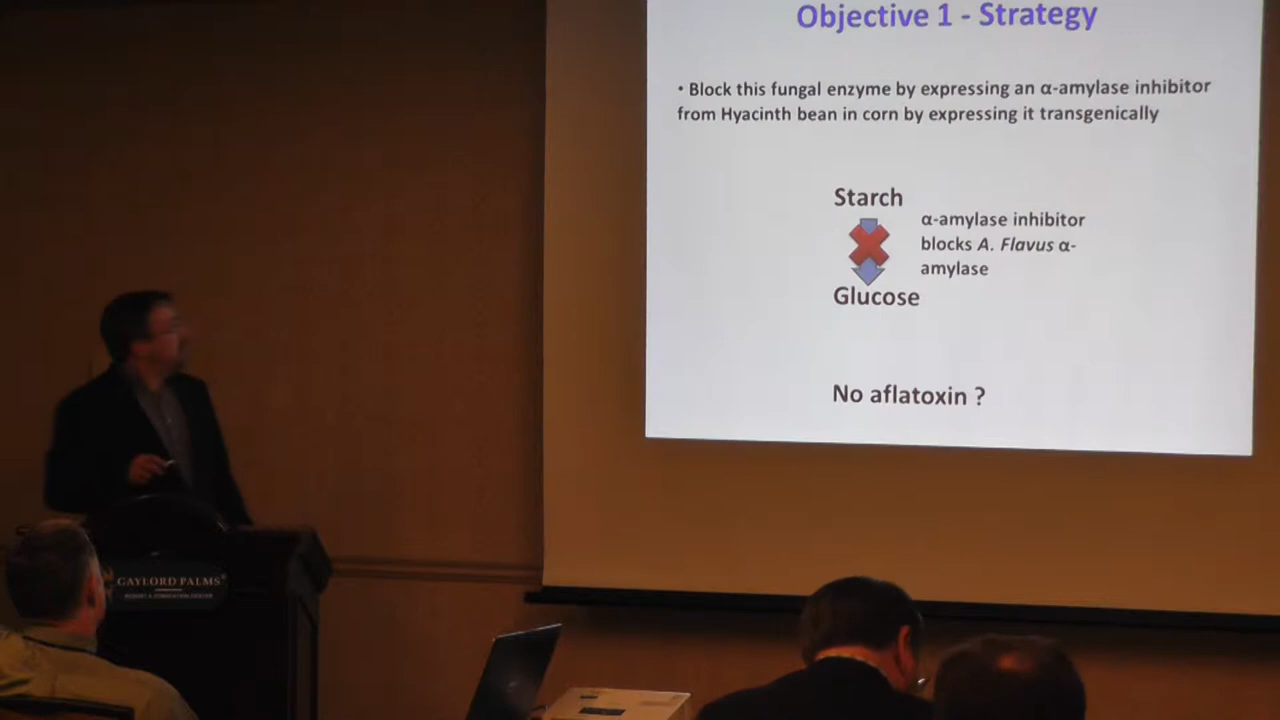 Objective 1 - Strategy
• Block this fungal enzyme by expressing an α-amylase inhibitor
from Hyacinth bean in corn by expressing it transgenically
Starch
α-amylase inhibitor
blocks A. Flavus α-
amylase
Glucose
No aflatoxin ?
GAYLORD PALMS®